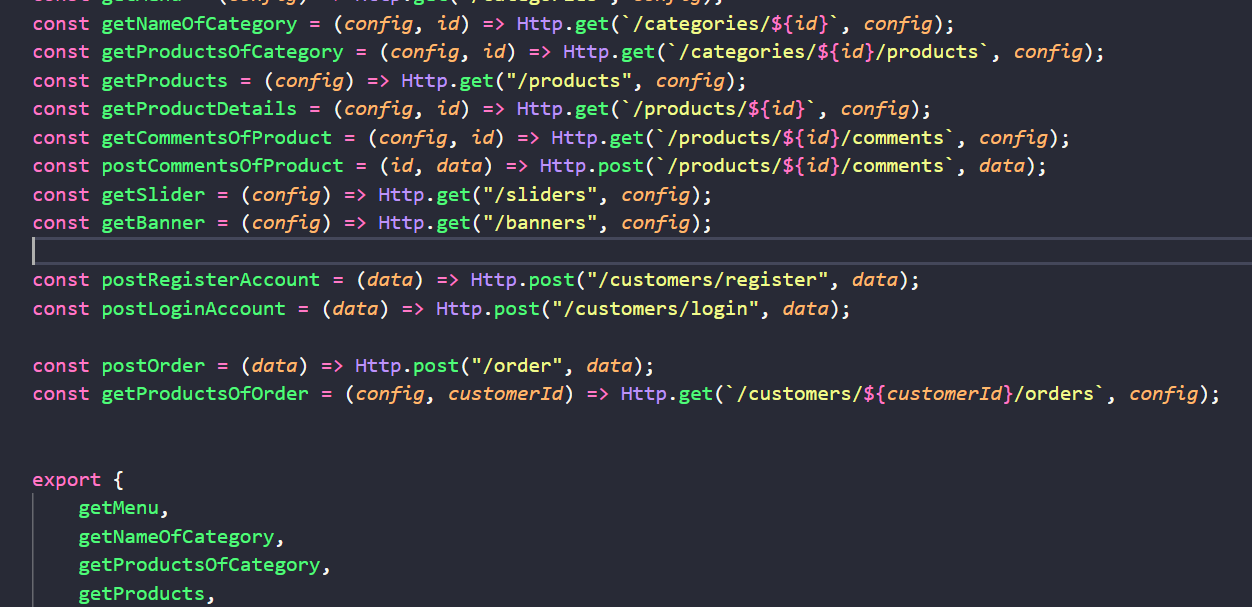 const getMenu = (config) => Http.get("/categories", config);
const getNameOfCategory = (config, id) => Http.get(`/categories/${id}`, config);
const getProductsOfCategory = (config, id) => Http.get(`/categories/${id}/products`, config);
const getProducts = (config) => Http.get("/products", config);
const getProductDetails = (config, id) => Http.get(`/products/${id}`, config);
const getCommentsOfProduct = (config, id) => Http.get(`/products/${id}/comments`, config);
const postCommentsOfProduct = (id, data) => Http.post(`/products/${id}/comments`, data);
const getSlider = (config) => Http.get("/sliders", config);
const getBanner = (config) => Http.get("/banners", config);
const postRegisterAccount = (data) => Http.post("/customers/register", data);
const postLoginAccount = (data) => Http.post("/customers/login", data);
const postOrder = (data) => Http.post("/order", data);
const getProductsOfOrder = (config, customerId) => Http.get(`/customers/${customerId}/orders`, config);
export {
getMenu,
getNameOfCategory,
getProductsOfCategory,
getProducts,